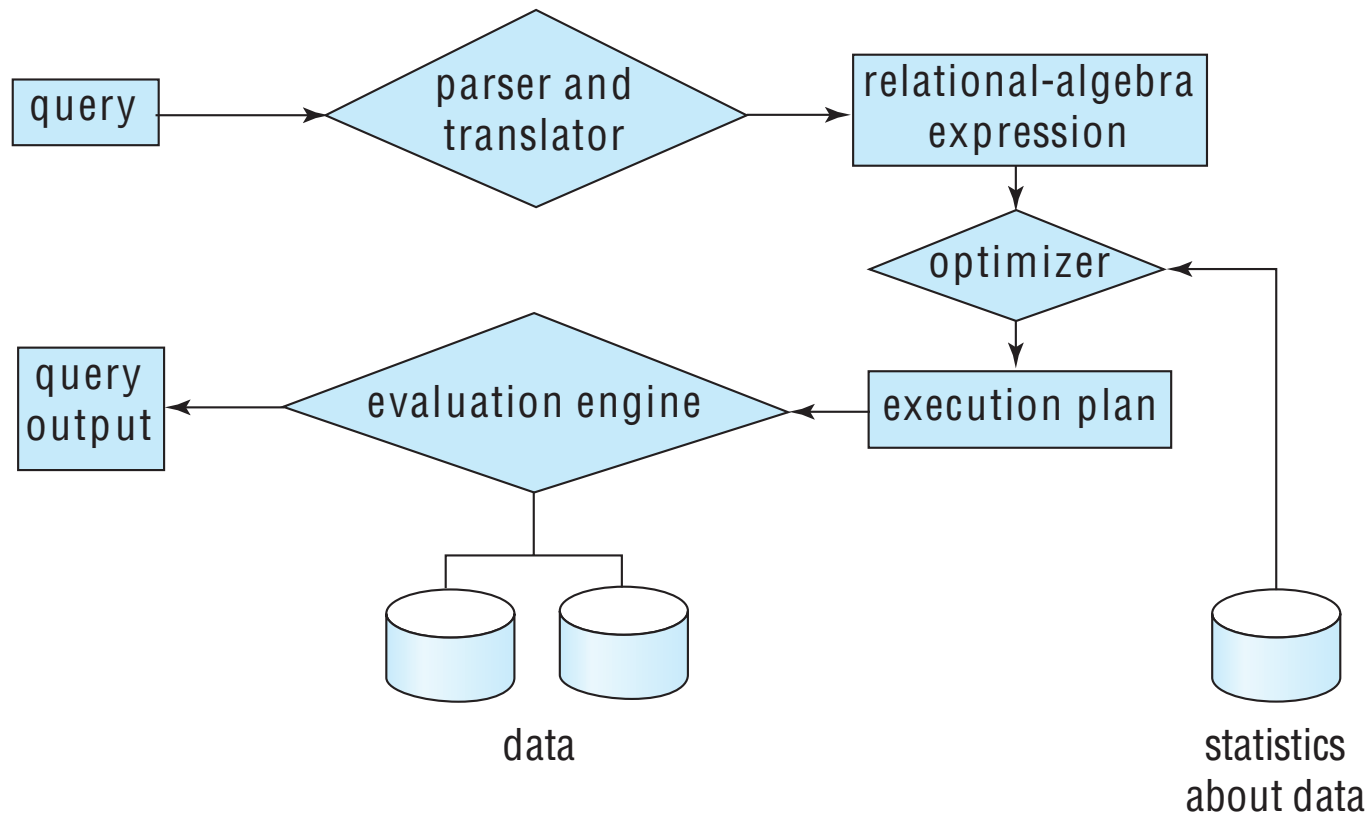 query
parser and
translator
relational-algebra
expression
optimizer
query
output
evaluation engine
execution plan
data
statistics
about data